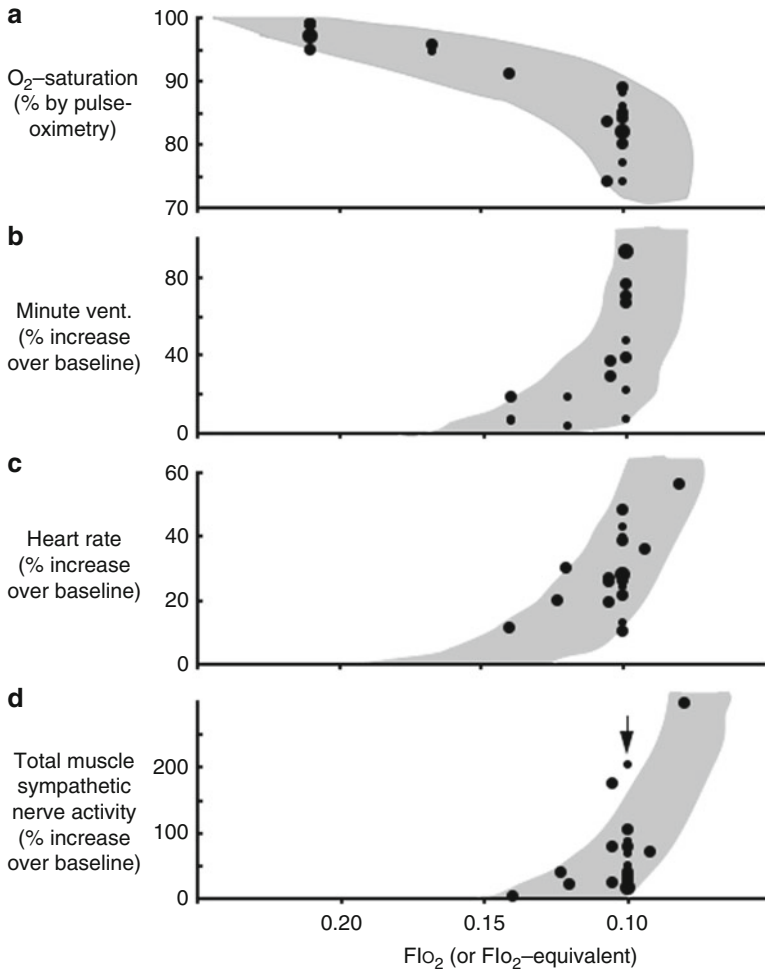 a
O₂–saturation
(% by pulse-
oximetry)
100
90
80
70
b
Minute vent.
(% increase
over baseline)
80
40
0
c
Heart rate
(% increase
over baseline)
60
40
20
0
d
Total muscle
sympathetic
nerve activity
(% increase
over baseline)
200
100
0
0.20 0.15 0.10
FIO₂ (or FIO₂–equivalent)